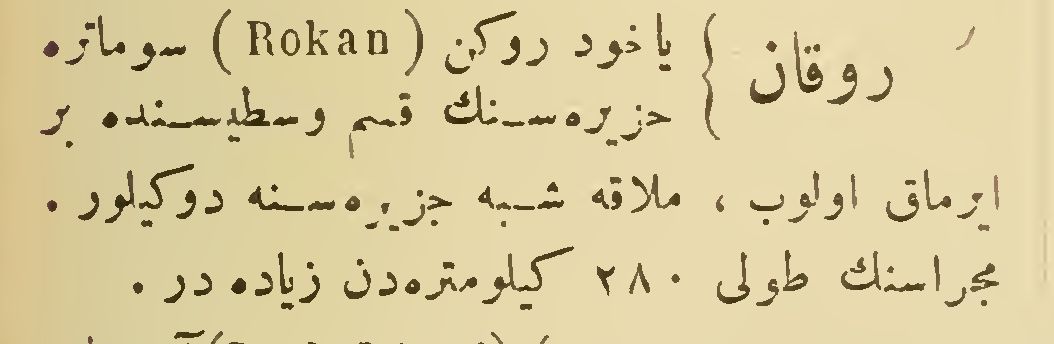 روقان } یاخود روكن (Rokan) سوماتره
جزیره‌سنك قسم وسطیسنده بر
ایرماق اولوب ، ملاقه شبه جزیره‌سنه دوكیلور .
مجراسنك طولی ٢٨٠ كیلومتره‌دن زیاده در .